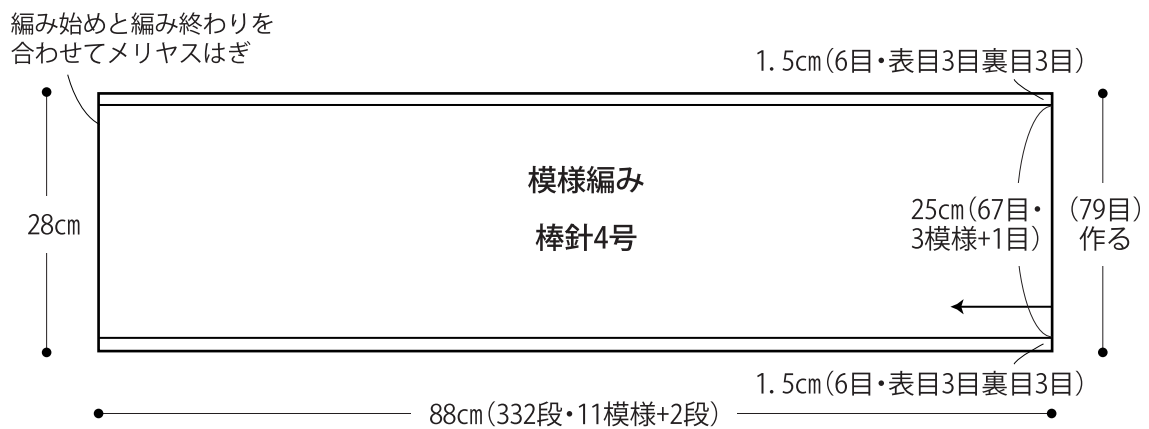 編み始めと編み終わりを
合わせてメリヤスはぎ
1.5cm（6目・表目3目裏目3目）
模様編み
棒針4号
28cm
25cm（67目・
3模様+1目）
（79目）
作る
1.5cm（6目・表目3目裏目3目）
88cm（332段・11模様+2段）